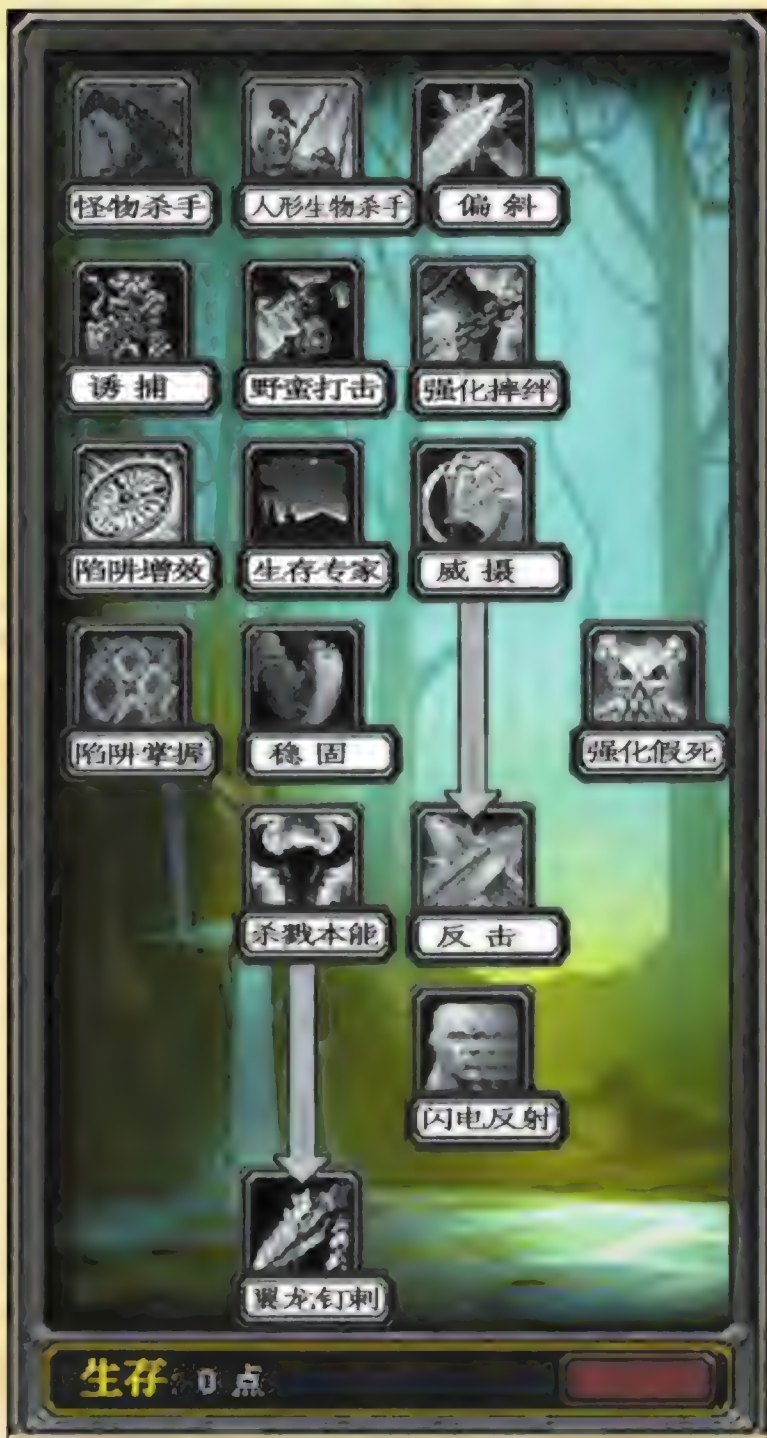 怪物杀手
人形生物杀手
偏斜
诱捕
野蛮打击
强化摔绊
陷阱增效
生存专家
威摄
陷阱掌握
稳固
强化假死
杀戮本能
反击
闪电反射
翼龙钉刺
生存 0 点